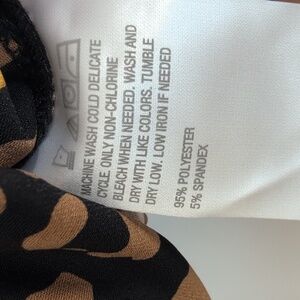 MACHINE WASH COLD DELICATE
CYCLE. ONLY NON-CHLORINE
BLEACH WHEN NEEDED. WASH AND
DRY WITH LIKE COLORS. TUMBLE
DRY LOW. LOW IRON IF NEEDED
95% POLYESTER
5% SPANDEX